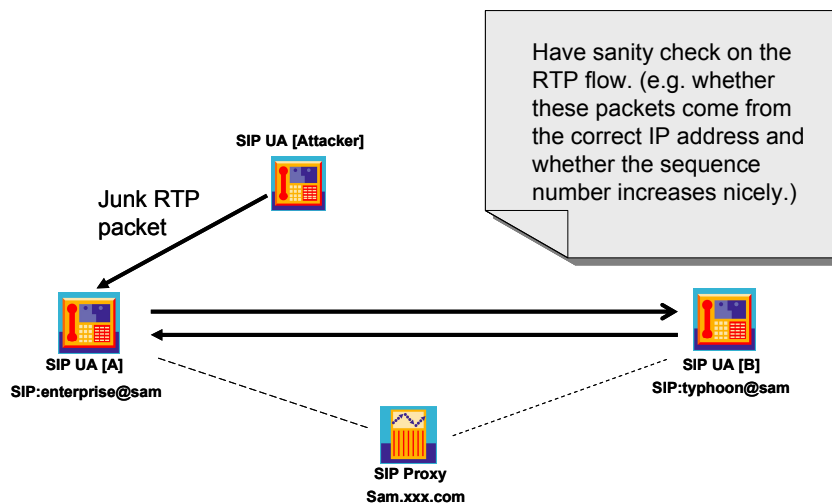 Have sanity check on the
RTP flow. (e.g. whether
these packets come from
the correct IP address and
whether the sequence
number increases nicely.)
SIP UA [Attacker]
Junk RTP
packet
SIP UA [A]
SIP:enterprise@sam
SIP UA [B]
SIP:typhoon@sam
SIP Proxy
Sam.xxx.com